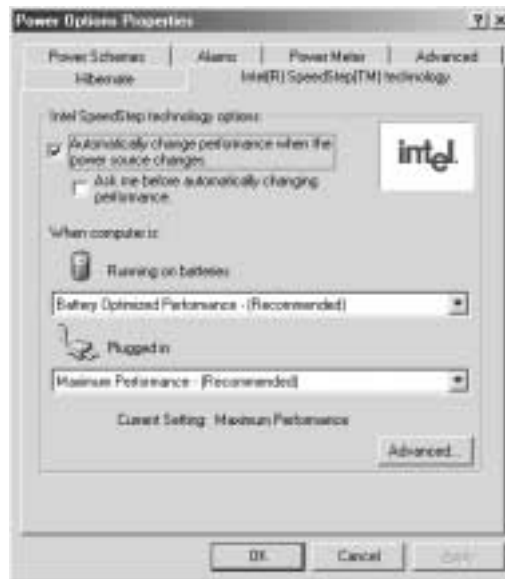 Power Options Properties
Power Schemes
Alarms
Power Meter
Advanced
Hibernate
Intel(R) SpeedStep(TM) technology
Intel SpeedStep technology options
Automatically change performance when the
power source changes
Ask me before automatically changing
performance.
intel.
When computer is:
Running on batteries
Battery Optimized Performance - (Recommended)
Plugged in
Maximum Performance - (Recommended)
Current Setting: Maximum Performance
Advanced...
OK
Cancel
Apply